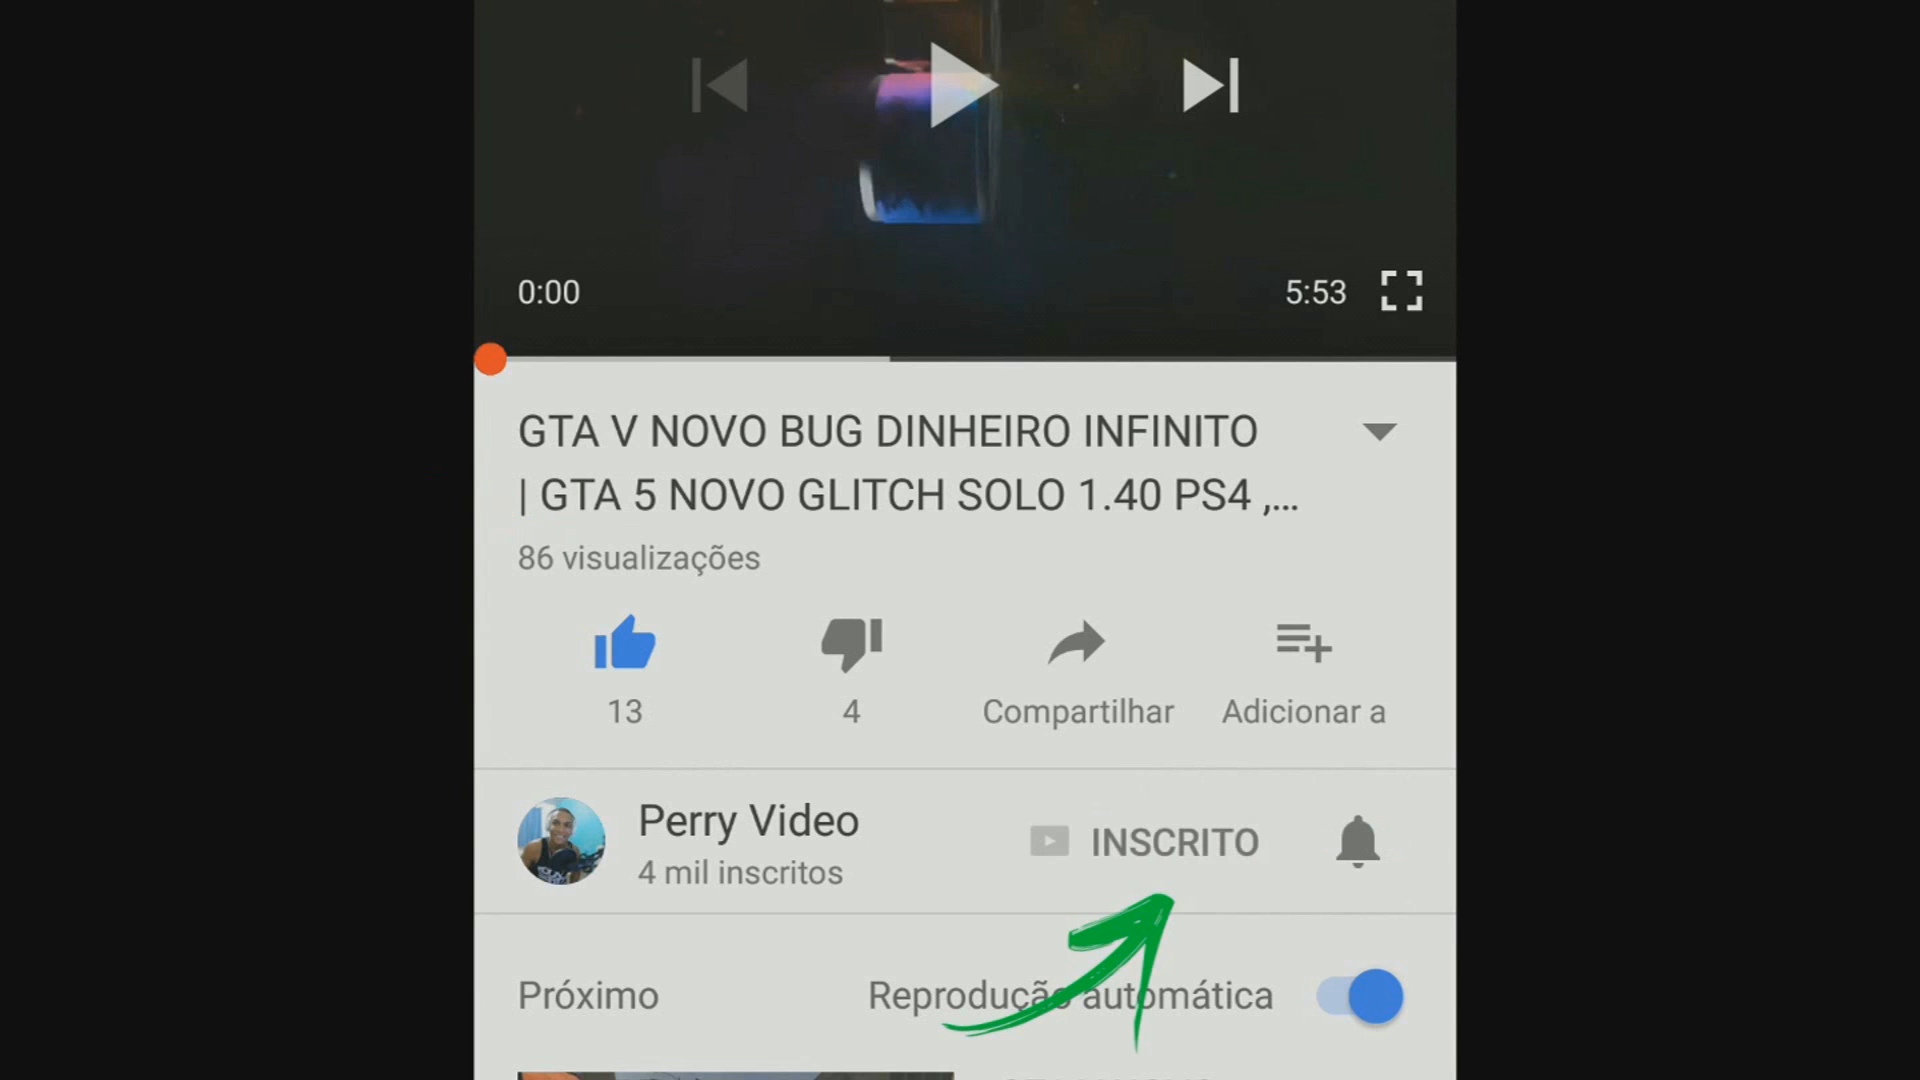 0:00
5:53
GTA V NOVO BUG DINHEIRO INFINITO
| GTA 5 NOVO GLITCH SOLO 1.40 PS4 ,...
86 visualizações
13
4
Compartilhar
Adicionar a
Perry Video
4 mil inscritos
INSCRITO
Próximo
Reprodução automática